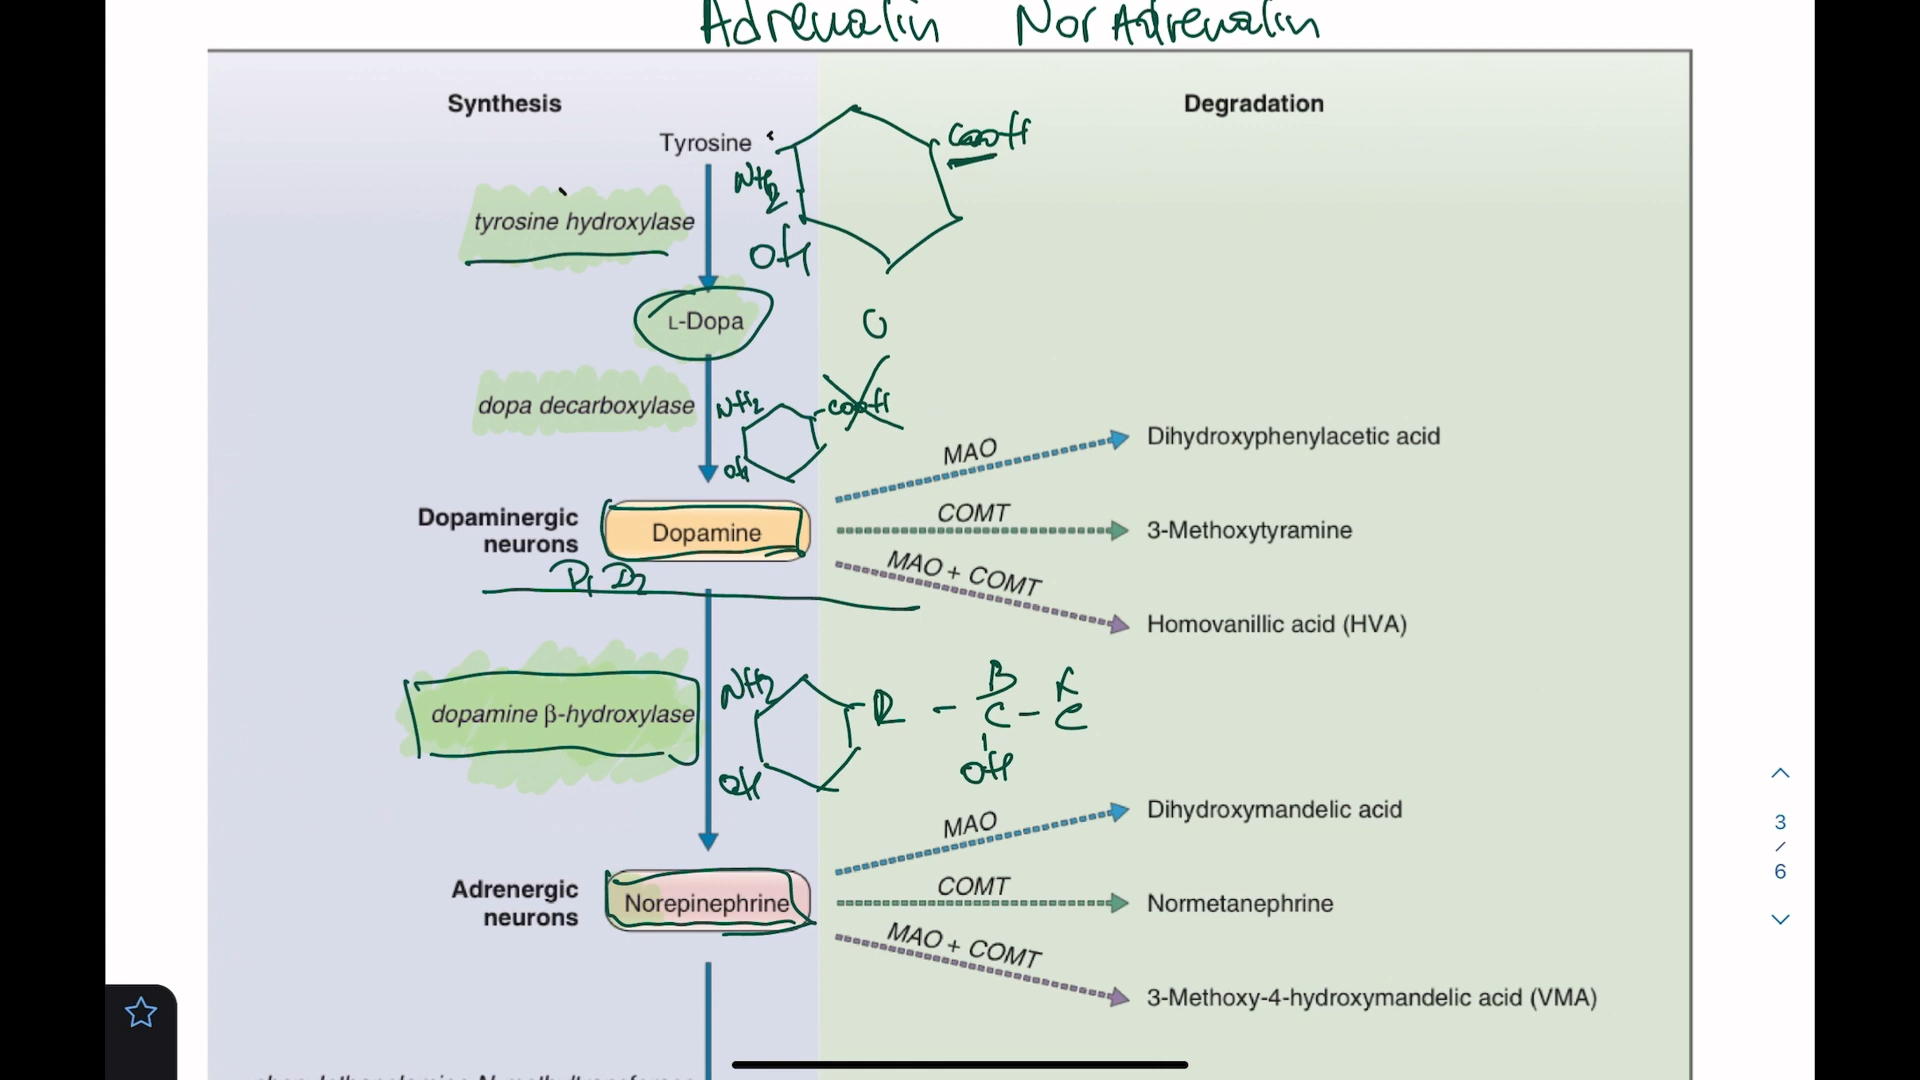 Adrenalin Nor Adrenalin
Synthesis
Degradation
Tyrosine
COOH
NH2
tyrosine hydroxylase
OH
L-Dopa
O
dopa decarboxylase
NH2
COOH
OH
MAO
Dihydroxyphenylacetic acid
Dopaminergic
neurons
Dopamine
COMT
3-Methoxytyramine
MAO + COMT
D1 D2
Homovanillic acid (HVA)
NH2
dopamine β-hydroxylase
R - C - C
B
OH
OH
MAO
Dihydroxymandelic acid
Adrenergic
neurons
Norepinephrine
COMT
Normetanephrine
MAO + COMT
3-Methoxy-4-hydroxymandelic acid (VMA)
3
/
6